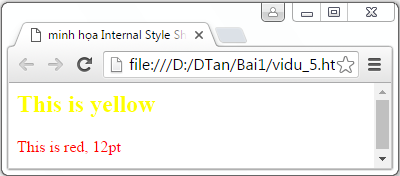 minh họa Internal Style Sh
file:///D:/DTan/Bai1/vidu_5.ht
This is yellow
This is red, 12pt